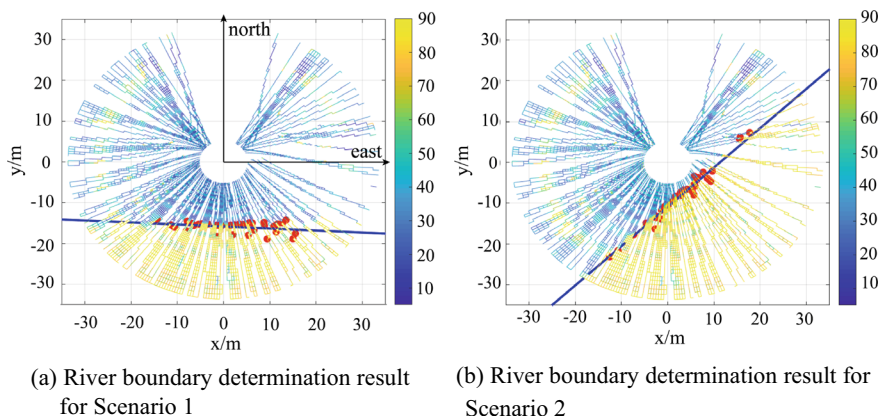 north
east
30
20
10
0
-10
-20
-30
y/m
-30 -20 -10 0 10 20 30
x/m
90
80
70
60
50
40
30
20
10
(a) River boundary determination result
for Scenario 1
30
20
10
0
-10
-20
-30
y/m
-30 -20 -10 0 10 20 30
x/m
90
80
70
60
50
40
30
20
10
(b) River boundary determination result for
Scenario 2